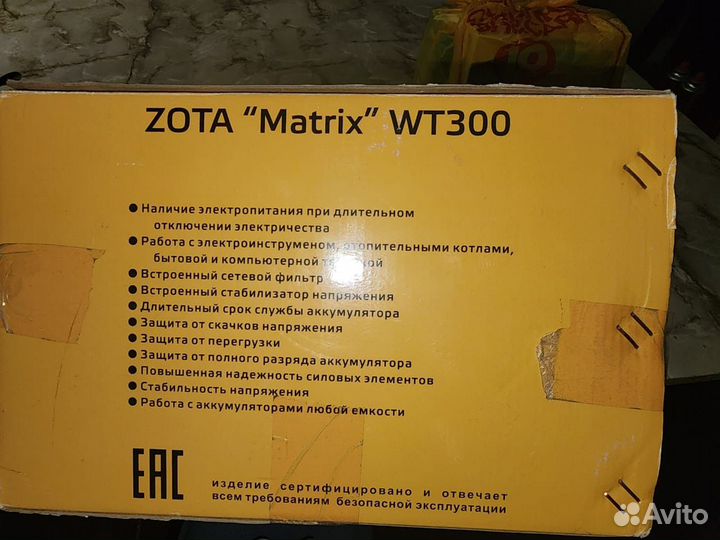 ZOTA “Matrix” WT300
● Наличие электропитания при длительном
отключении электричества
● Работа с электроинструменом, отопительными котлами,
бытовой и компьютерной техникой
● Встроенный сетевой фильтр
● Встроенный стабилизатор напряжения
● Длительный срок службы аккумулятора
● Защита от скачков напряжения
● Защита от перегрузки
● Защита от полного разряда аккумулятора
● Повышенная надежность силовых элементов
● Стабильность напряжения
● Работа с аккумуляторами любой емкости
EAC
изделие сертифицировано и отвечает
всем требованиям безопасной эксплуатации
Avito